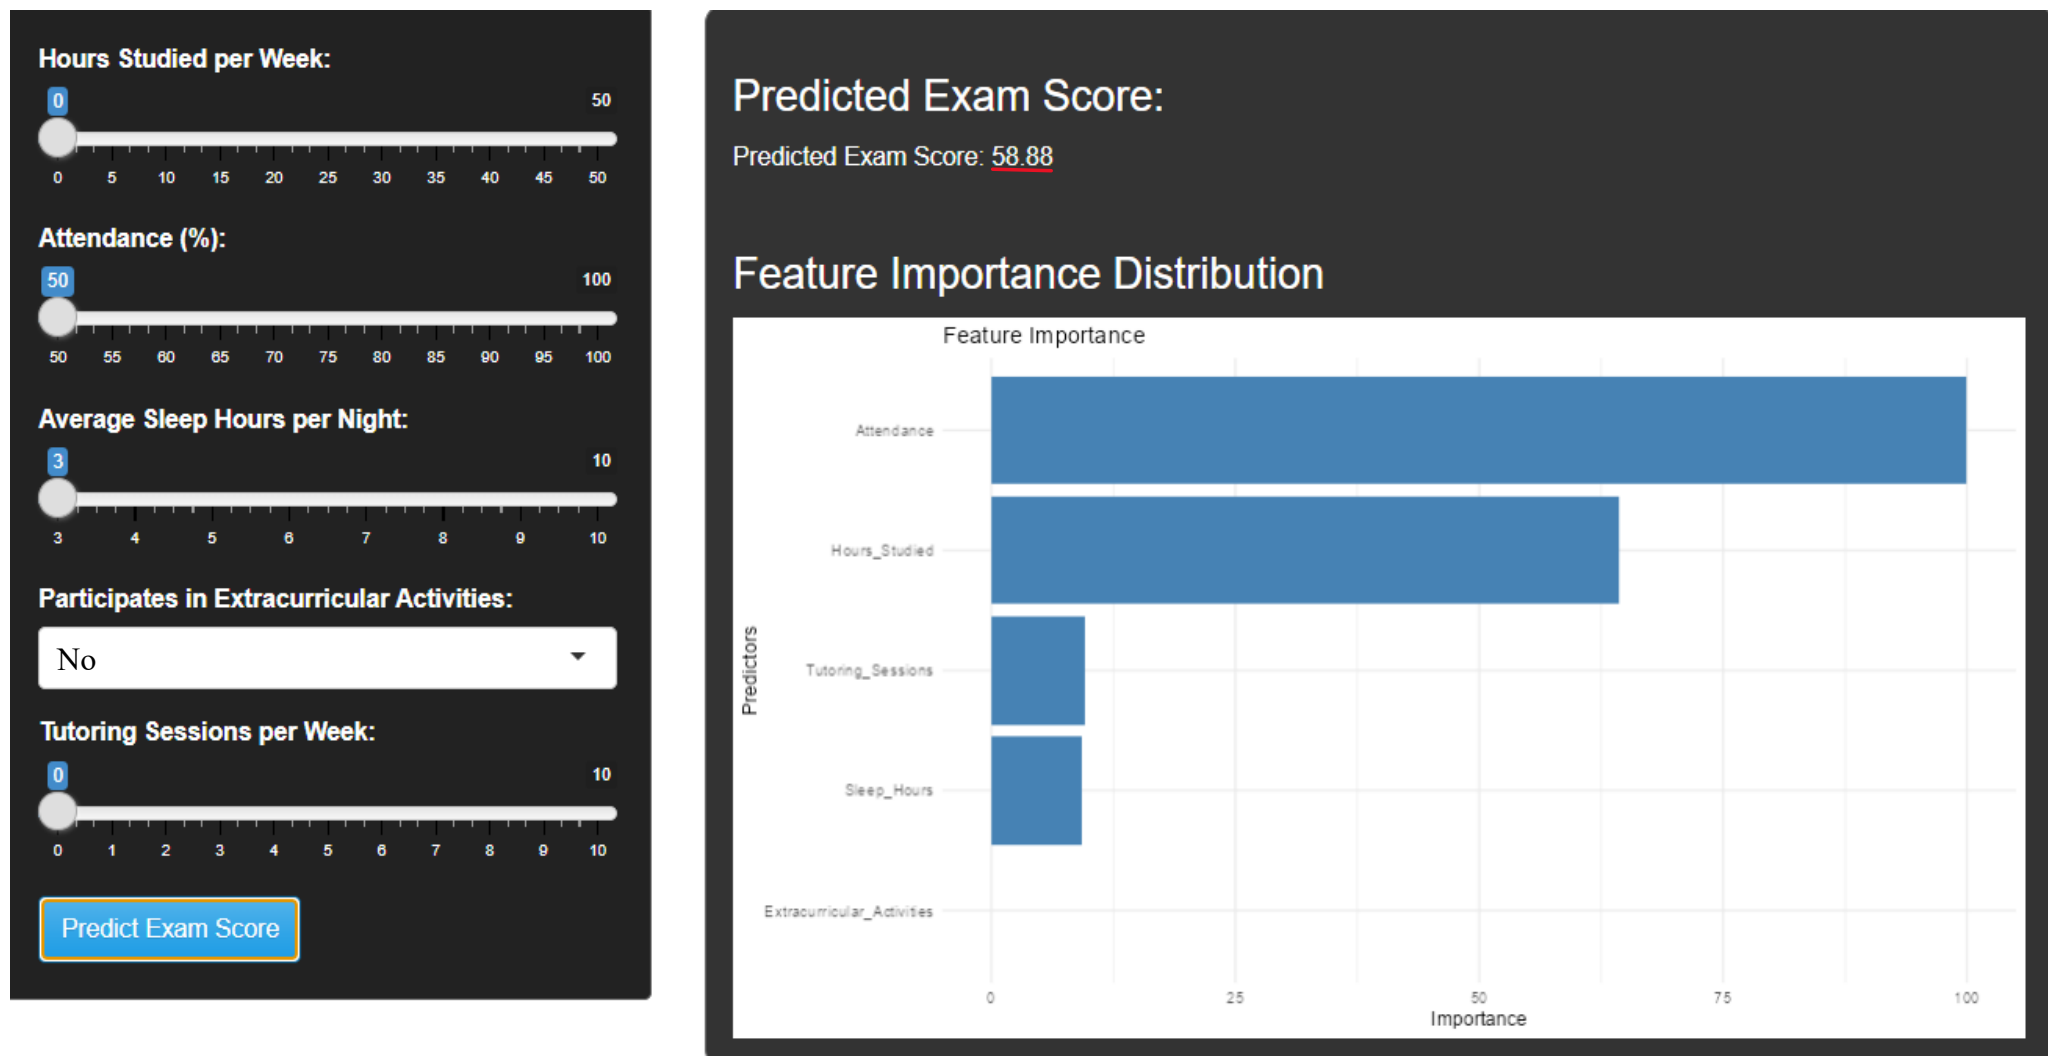 Hours Studied per Week:
0 50
0 5 10 15 20 25 30 35 40 45 50
Attendance (%):
50 100
50 55 60 65 70 75 80 85 90 95 100
Average Sleep Hours per Night:
3 10
3 4 5 6 7 8 9 10
Participates in Extracurricular Activities:
No
Tutoring Sessions per Week:
0 10
0 1 2 3 4 5 6 7 8 9 10
Predict Exam Score
Predicted Exam Score:
Predicted Exam Score: 58.88
Feature Importance Distribution
Feature Importance
Predictors
Attendance
Hours_Studied
Tutoring_Sessions
Sleep_Hours
Extracurricular_Activities
0 25 50 75 100
Importance